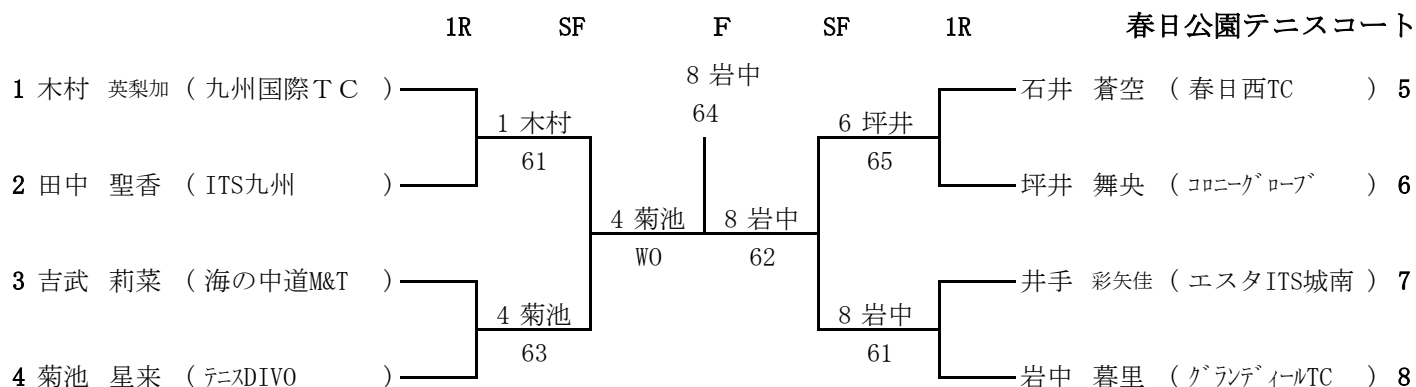 1R SF F SF 1R 春日公園テニスコート
8 岩中
1 木村 英梨加 ( 九州国際TC ) 石井 蒼空 ( 春日西TC ) 5
64
1 木村 6 坪井
61 65
2 田中 聖香 ( ITS九州 ) 坪井 舞央 ( コロニーグローブ ) 6
4 菊池 8 岩中
WO 62
3 吉武 莉菜 ( 海の中道M&T ) 井手 彩矢佳 ( エスタITS城南 ) 7
4 菊池 8 岩中
63 61
4 菊池 星来 ( テニスDIVO ) 岩中 暮里 ( グランディールTC ) 8